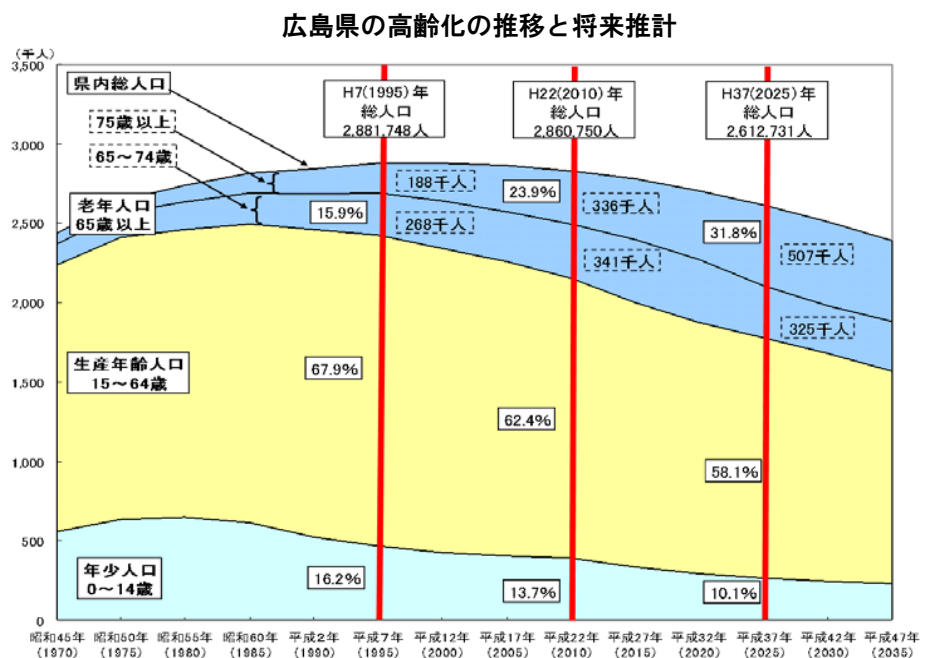 広島県の高齢化の推移と将来推計
(千人)
3,500
3,000
2,500
2,000
1,500
1,000
500
0
県内総人口
75歳以上
65～74歳
老年人口
65歳以上
生産年齢人口
15～64歳
年少人口
0～14歳
H7(1995)年
総人口
2,881,748人
H22(2010)年
総人口
2,860,750人
H37(2025)年
総人口
2,612,731人
15.9%
188千人
268千人
23.9%
336千人
341千人
31.8%
507千人
325千人
67.9%
62.4%
58.1%
16.2%
13.7%
10.1%
昭和45年 昭和50年 昭和55年 昭和60年 平成2年 平成7年 平成12年 平成17年 平成22年 平成27年 平成32年 平成37年 平成42年 平成47年
(1970) (1975) (1980) (1985) (1990) (1995) (2000) (2005) (2010) (2015) (2020) (2025) (2030) (2035)